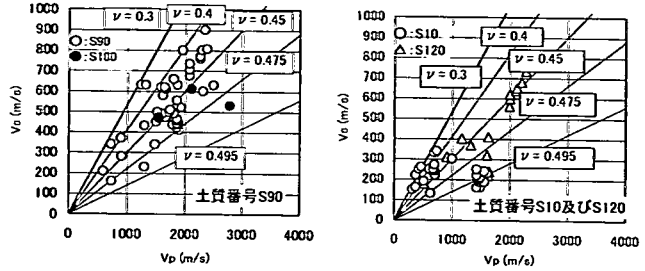 1000
900
800
700
600
500
400
300
200
100
0
Vs (m/s)
0
1000
2000
3000
4000
Vp (m/s)
○:S90
●:S100
ν = 0.3
ν = 0.4
ν = 0.45
ν = 0.475
ν = 0.495
土質番号S90
1000
900
800
700
600
500
400
300
200
100
0
Vs (m/s)
0
1000
2000
3000
4000
Vp (m/s)
○:S10
△:S120
ν = 0.3
ν = 0.4
ν = 0.45
ν = 0.475
ν = 0.495
土質番号S10及びS120